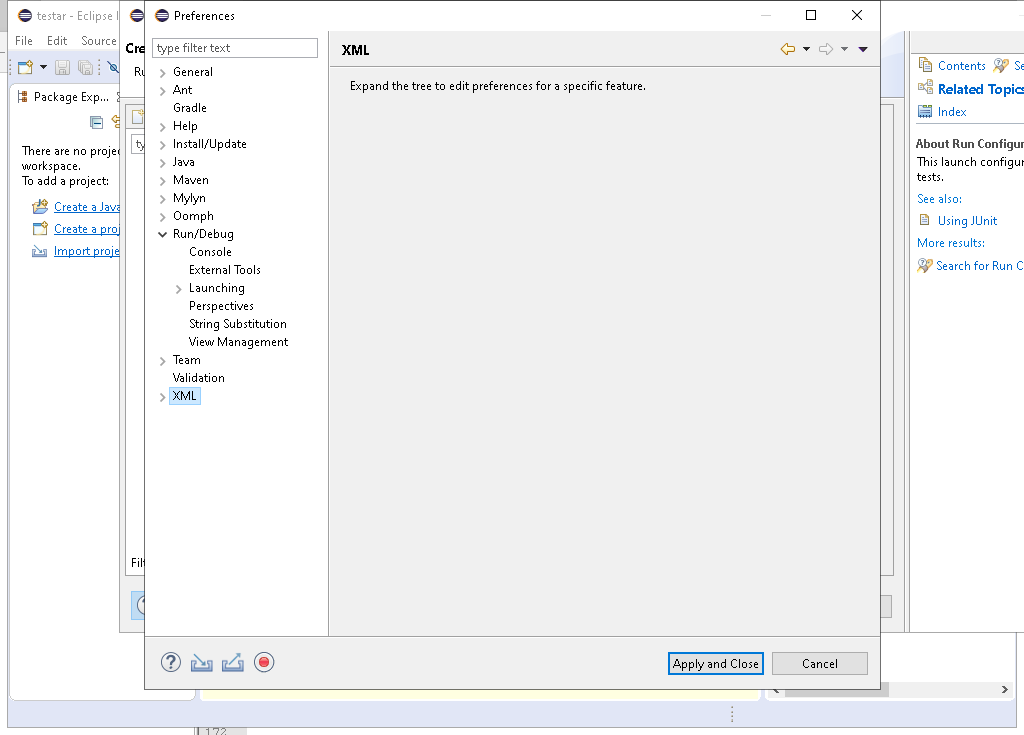 testar - Eclipse I
File Edit Source
Package Exp...
There are no proje
workspace.
To add a project:
Create a Java
Create a proj
Import proje
Cre
Ru
ty
Filt
Preferences
type filter text
General
Ant
Gradle
Help
Install/Update
Java
Maven
Mylyn
Oomph
Run/Debug
Console
External Tools
Launching
Perspectives
String Substitution
View Management
Team
Validation
XML
XML
Expand the tree to edit preferences for a specific feature.
Apply and Close
Cancel
Contents Se
Related Topics
Index
About Run Configur
This launch configur
tests.
See also:
Using JUnit
More results:
Search for Run C
172